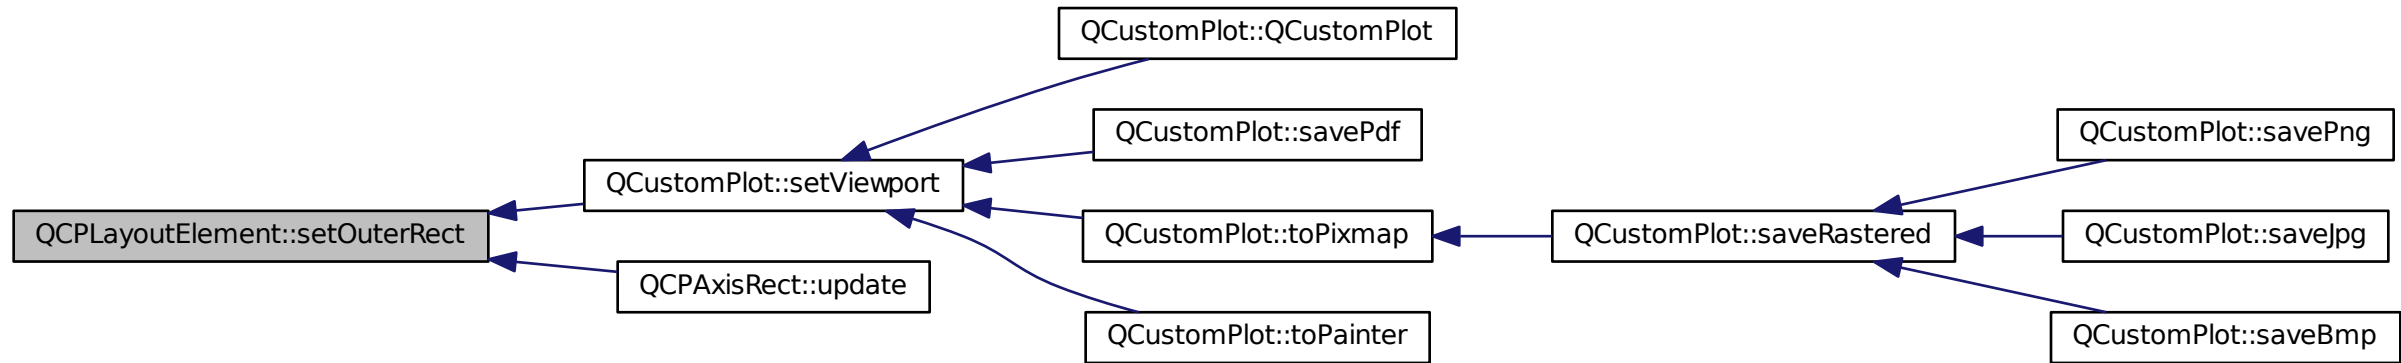 QCustomPlot::QCustomPlot
QCustomPlot::savePdf
QCustomPlot::savePng
QCustomPlot::setViewport
QCPLayoutElement::setOuterRect
QCustomPlot::toPixmap
QCustomPlot::saveRastered
QCustomPlot::saveJpg
QCPAxisRect::update
QCustomPlot::toPainter
QCustomPlot::saveBmp